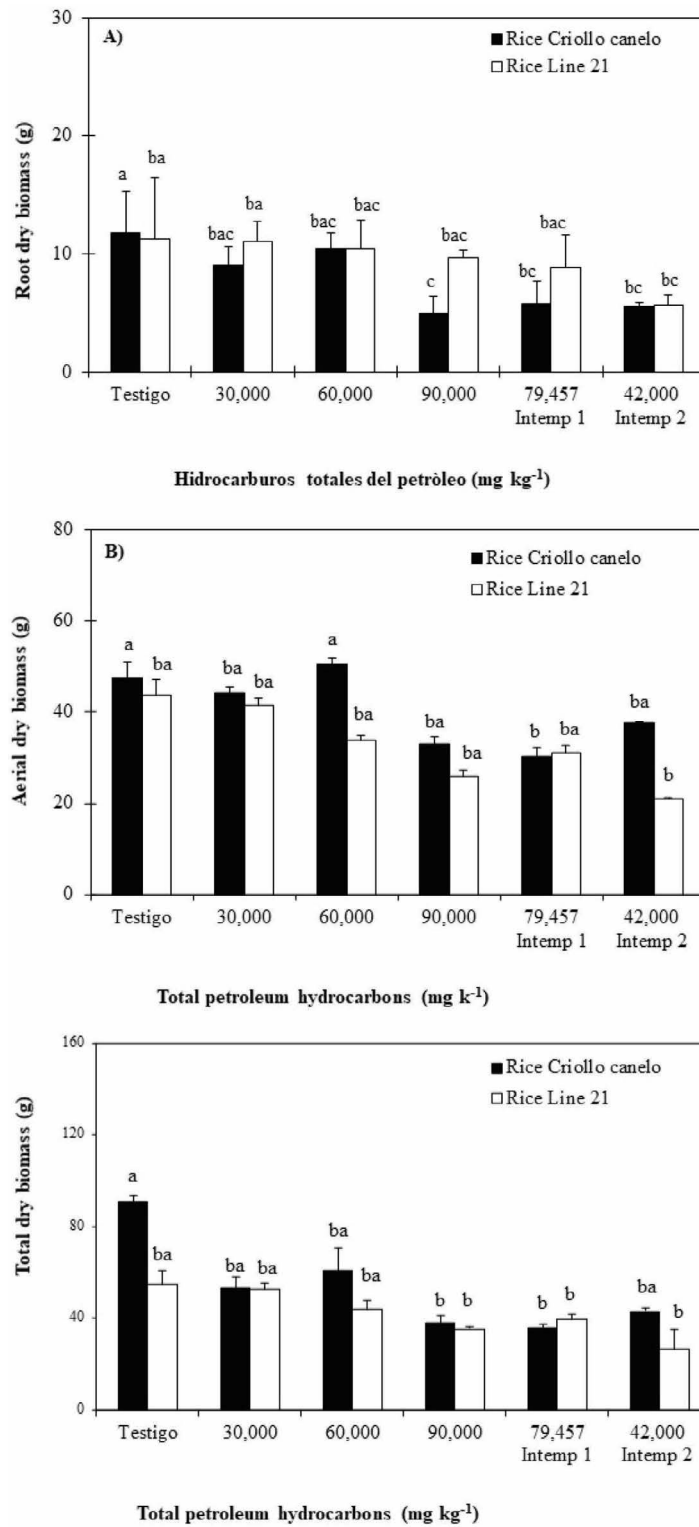 A)
Rice Criollo canelo
Rice Line 21
30
20
10
0
Root dry biomass (g)
a ba bac ba bac bac c bac bc bac bc bc
Testigo 30,000 60,000 90,000 79,457 42,000
Intemp 1 Intemp 2
Hidrocarburos totales del petròleo (mg kg-1)
B)
Rice Criollo canelo
Rice Line 21
80
60
40
20
0
Aerial dry biomass (g)
a ba ba ba a ba ba ba b ba ba b
Testigo 30,000 60,000 90,000 79,457 42,000
Intemp 1 Intemp 2
Total petroleum hydrocarbons (mg k-1)
Rice Criollo canelo
Rice Line 21
160
120
80
40
0
Total dry biomass (g)
a ba ba ba ba ba b b b b ba b
Testigo 30,000 60,000 90,000 79,457 42,000
Intemp 1 Intemp 2
Total petroleum hydrocarbons (mg kg-1)